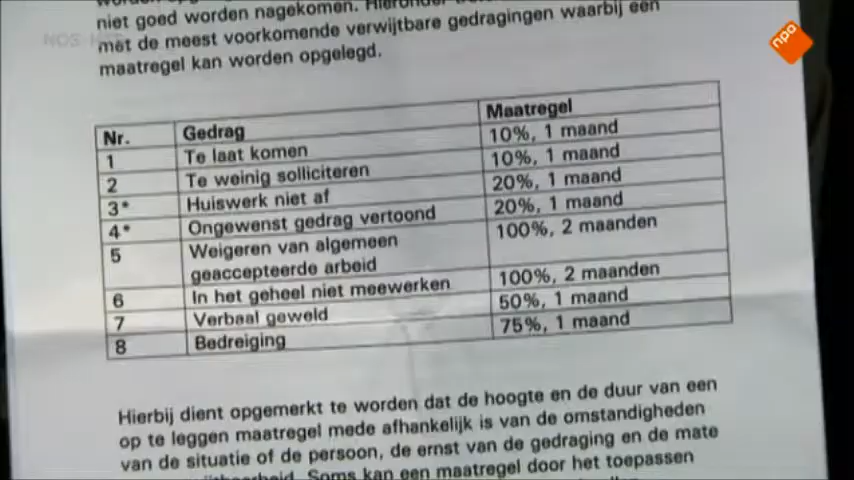 niet goed worden nagekomen. Hieronder
met de meest voorkomende verwijtbare gedragingen waarbij een
maatregel kan worden opgelegd.
npo
Nr. Gedrag Maatregel
1 Te laat komen 10%, 1 maand
2 Te weinig solliciteren 10%, 1 maand
3* Huiswerk niet af 20%, 1 maand
4* Ongewenst gedrag vertoond 20%, 1 maand
5 Weigeren van algemeen 100%, 2 maanden
geaccepteerde arbeid
6 In het geheel niet meewerken 100%, 2 maanden
7 Verbaal geweld 50%, 1 maand
8 Bedreiging 75%, 1 maand
Hierbij dient opgemerkt te worden dat de hoogte en de duur van een
op te leggen maatregel mede afhankelijk is van de omstandigheden
van de situatie of de persoon, de ernst van de gedraging en de mate
Soms kan een maatregel door het toepassen